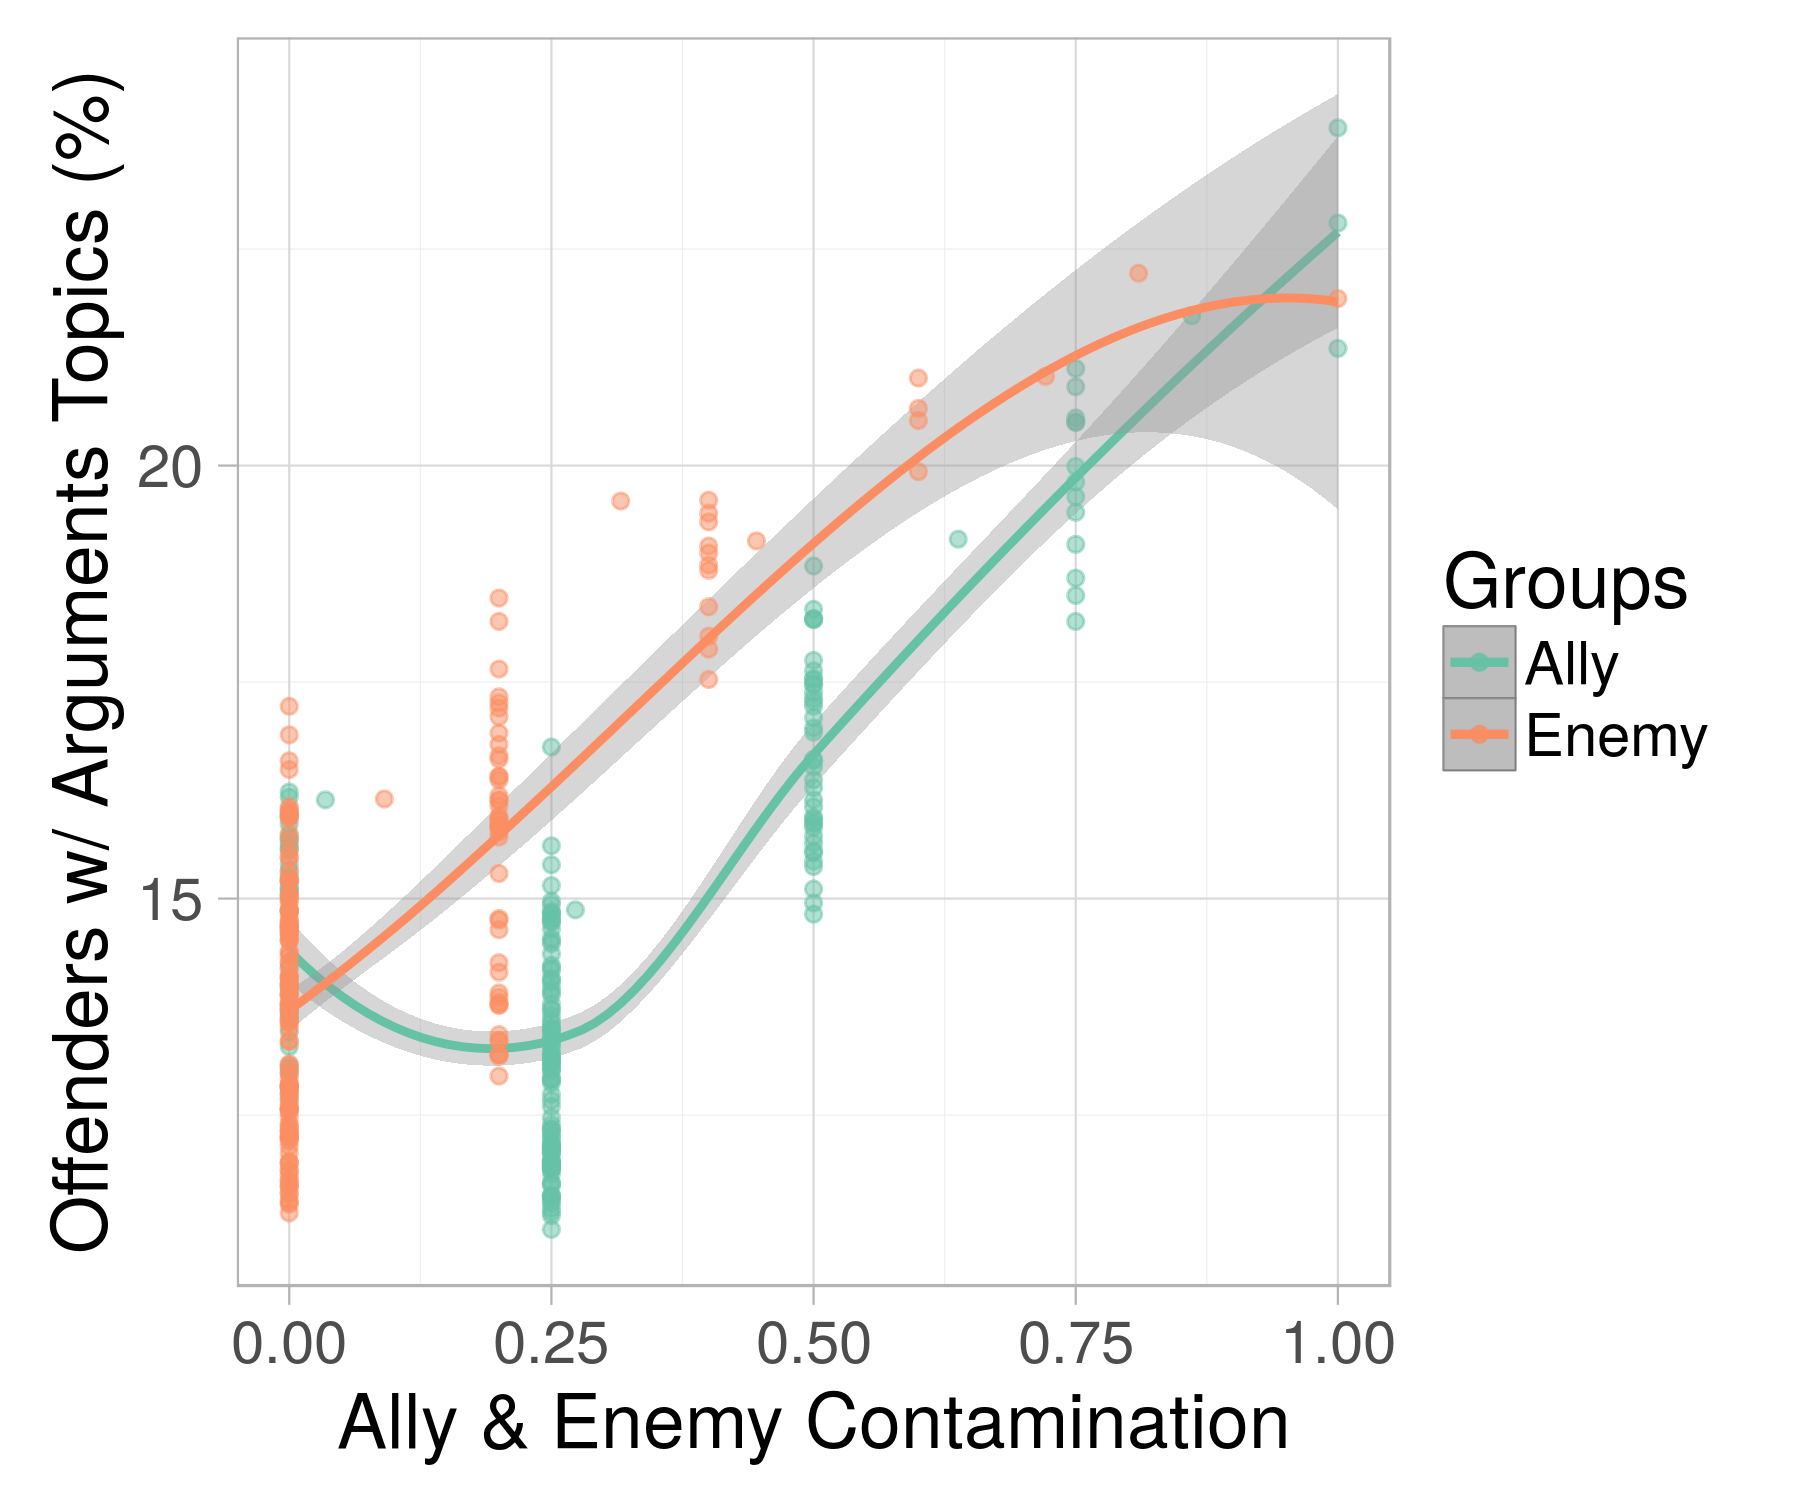 Offenders w/ Arguments Topics (%)
20
15
0.00 0.25 0.50 0.75 1.00
Ally & Enemy Contamination
Groups
Ally
Enemy